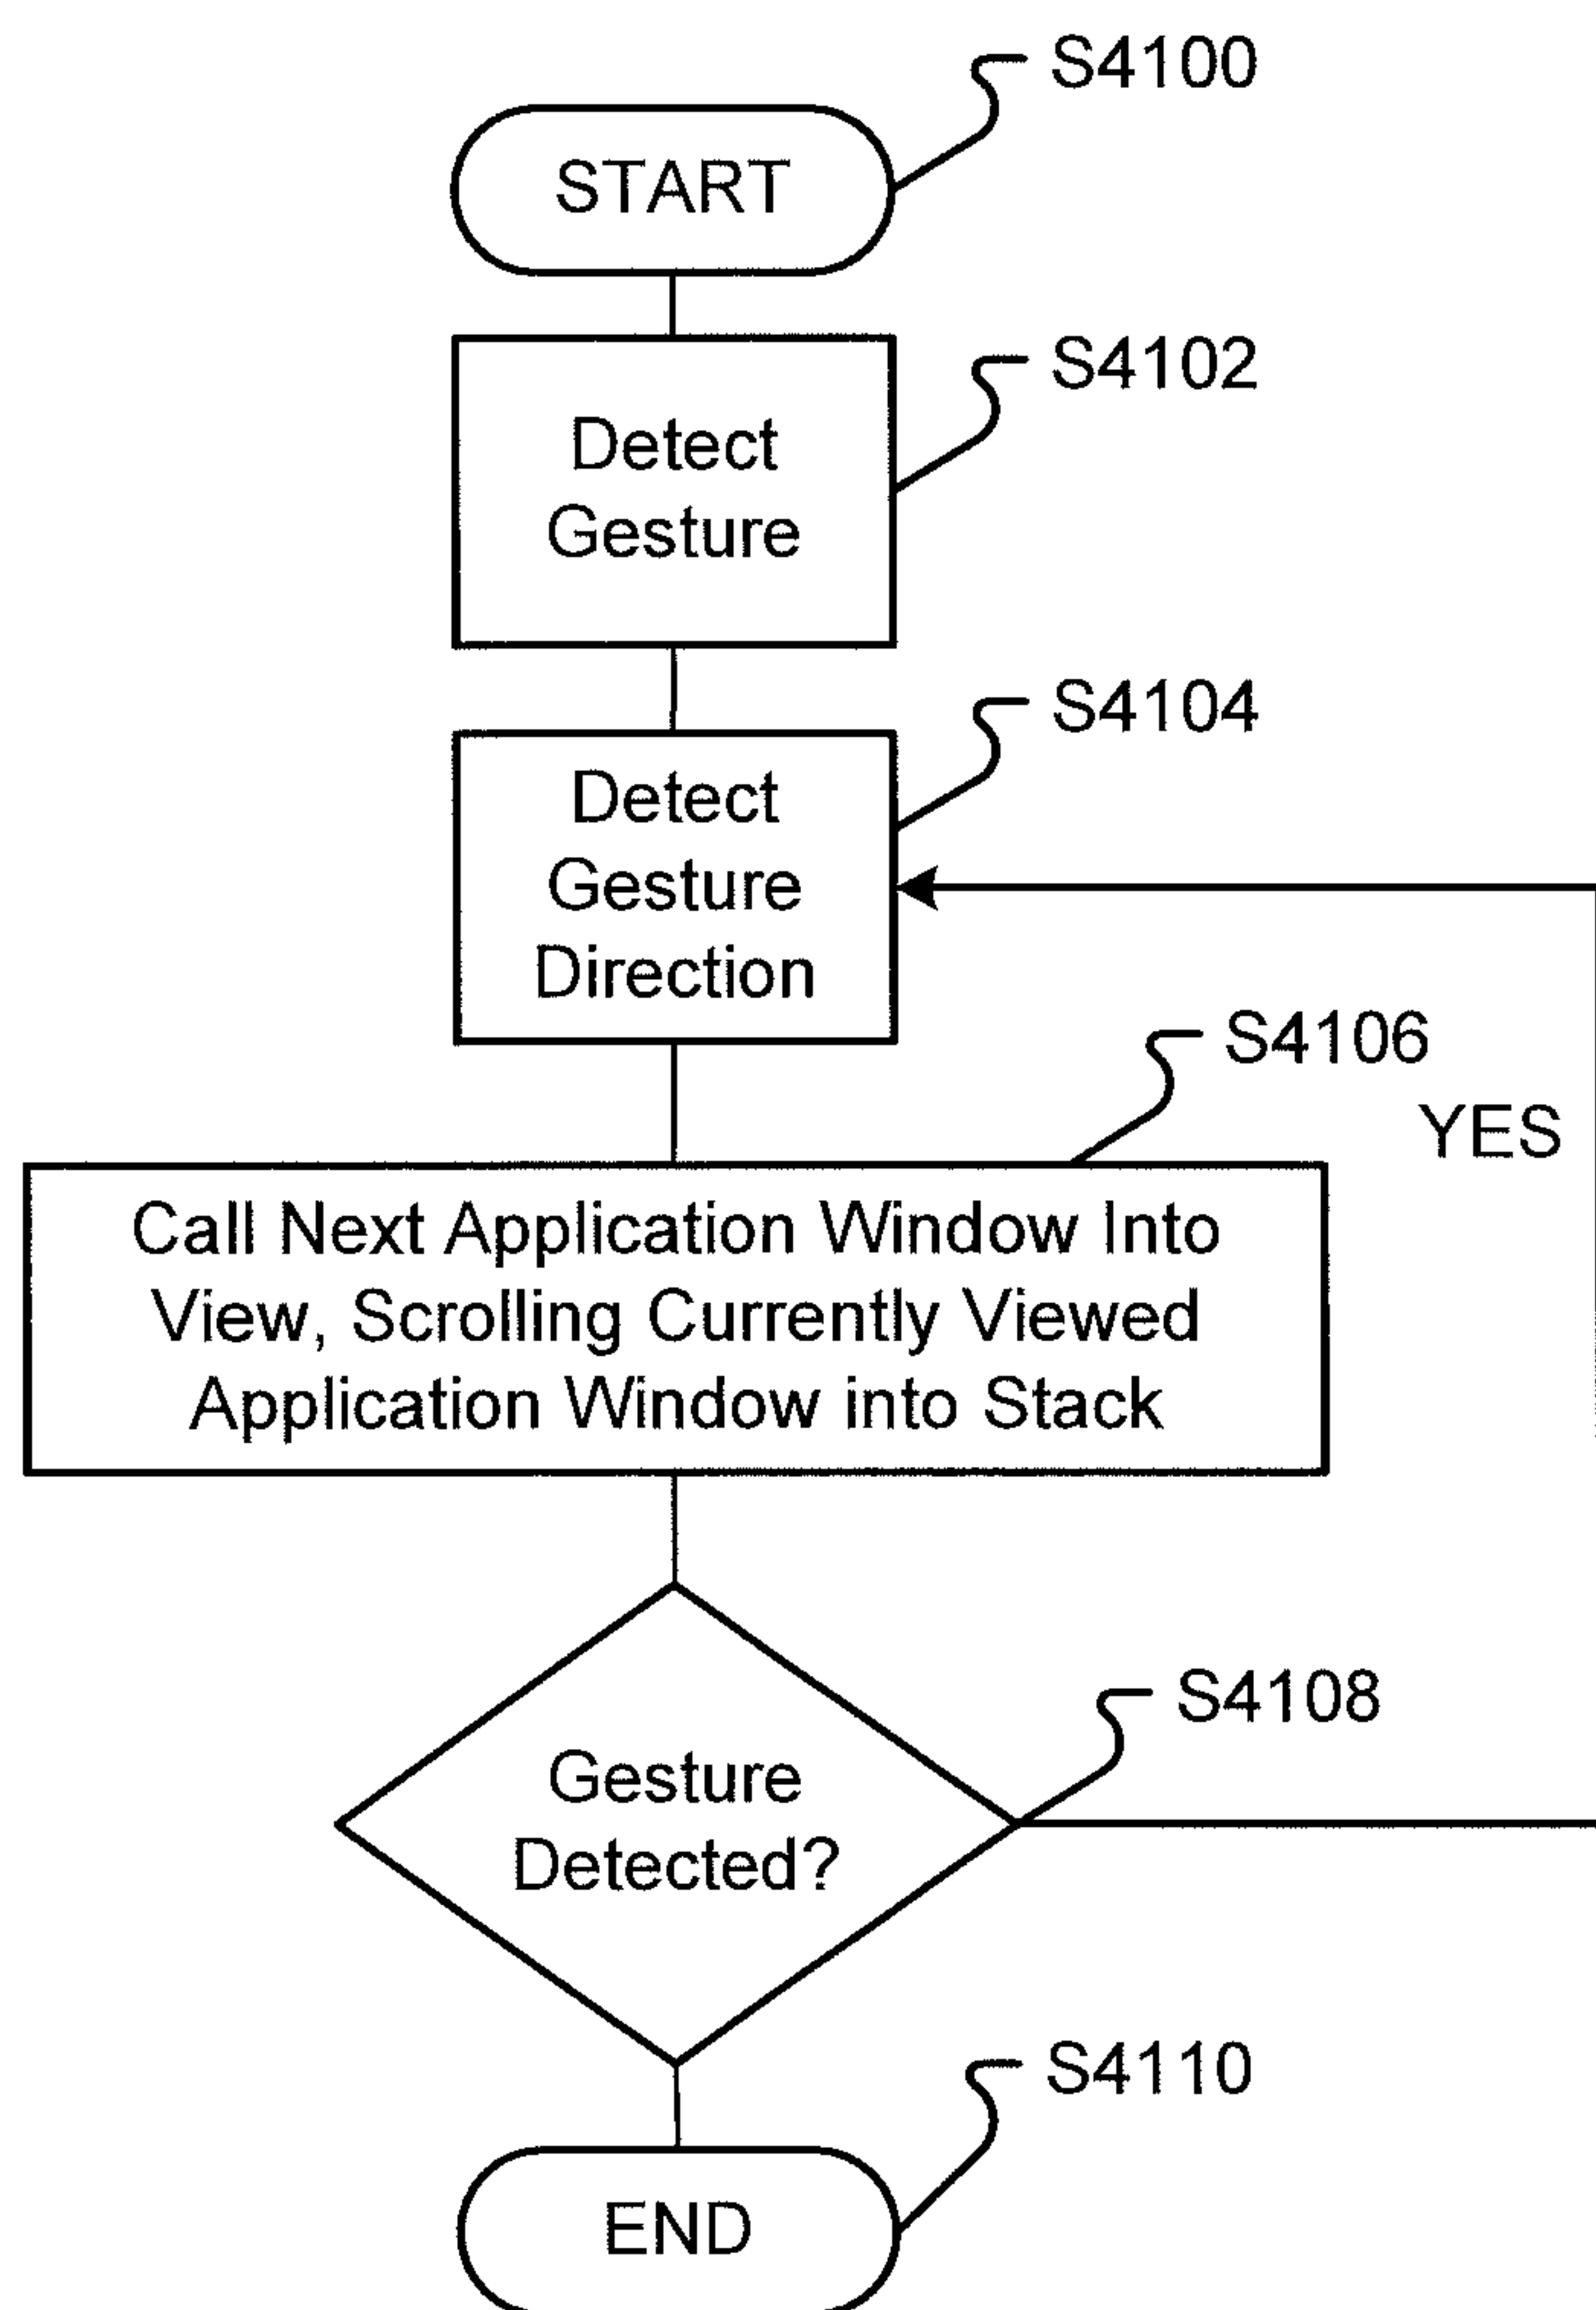 S4100
START
S4102
Detect
Gesture
S4104
Detect
Gesture
Direction
S4106
YES
Call Next Application Window Into
View, Scrolling Currently Viewed
Application Window into Stack
S4108
Gesture
Detected?
S4110
END